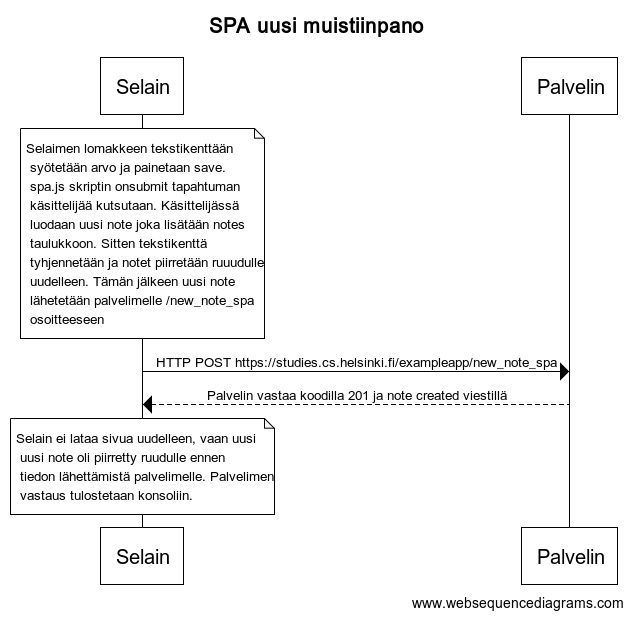 SPA uusi muistiinpano
Selain
Palvelin
Selaimen lomakkeen tekstikenttään
syötetään arvo ja painetaan save.
spa.js skriptin onsubmit tapahtuman
käsittelijää kutsutaan. Käsittelijässä
luodaan uusi note joka lisätään notes
taulukkoon. Sitten tekstikenttä
tyhjennetään ja notet piirretään ruuudulle
uudelleen. Tämän jälkeen uusi note
lähetetään palvelimelle /new_note_spa
osoitteeseen
HTTP POST https://studies.cs.helsinki.fi/exampleapp/new_note_spa
Palvelin vastaa koodilla 201 ja note created viestillä
Selain ei lataa sivua uudelleen, vaan uusi
uusi note oli piirretty ruudulle ennen
tiedon lähettämistä palvelimelle. Palvelimen
vastaus tulostetaan konsoliin.
Selain
Palvelin
www.websequencediagrams.com